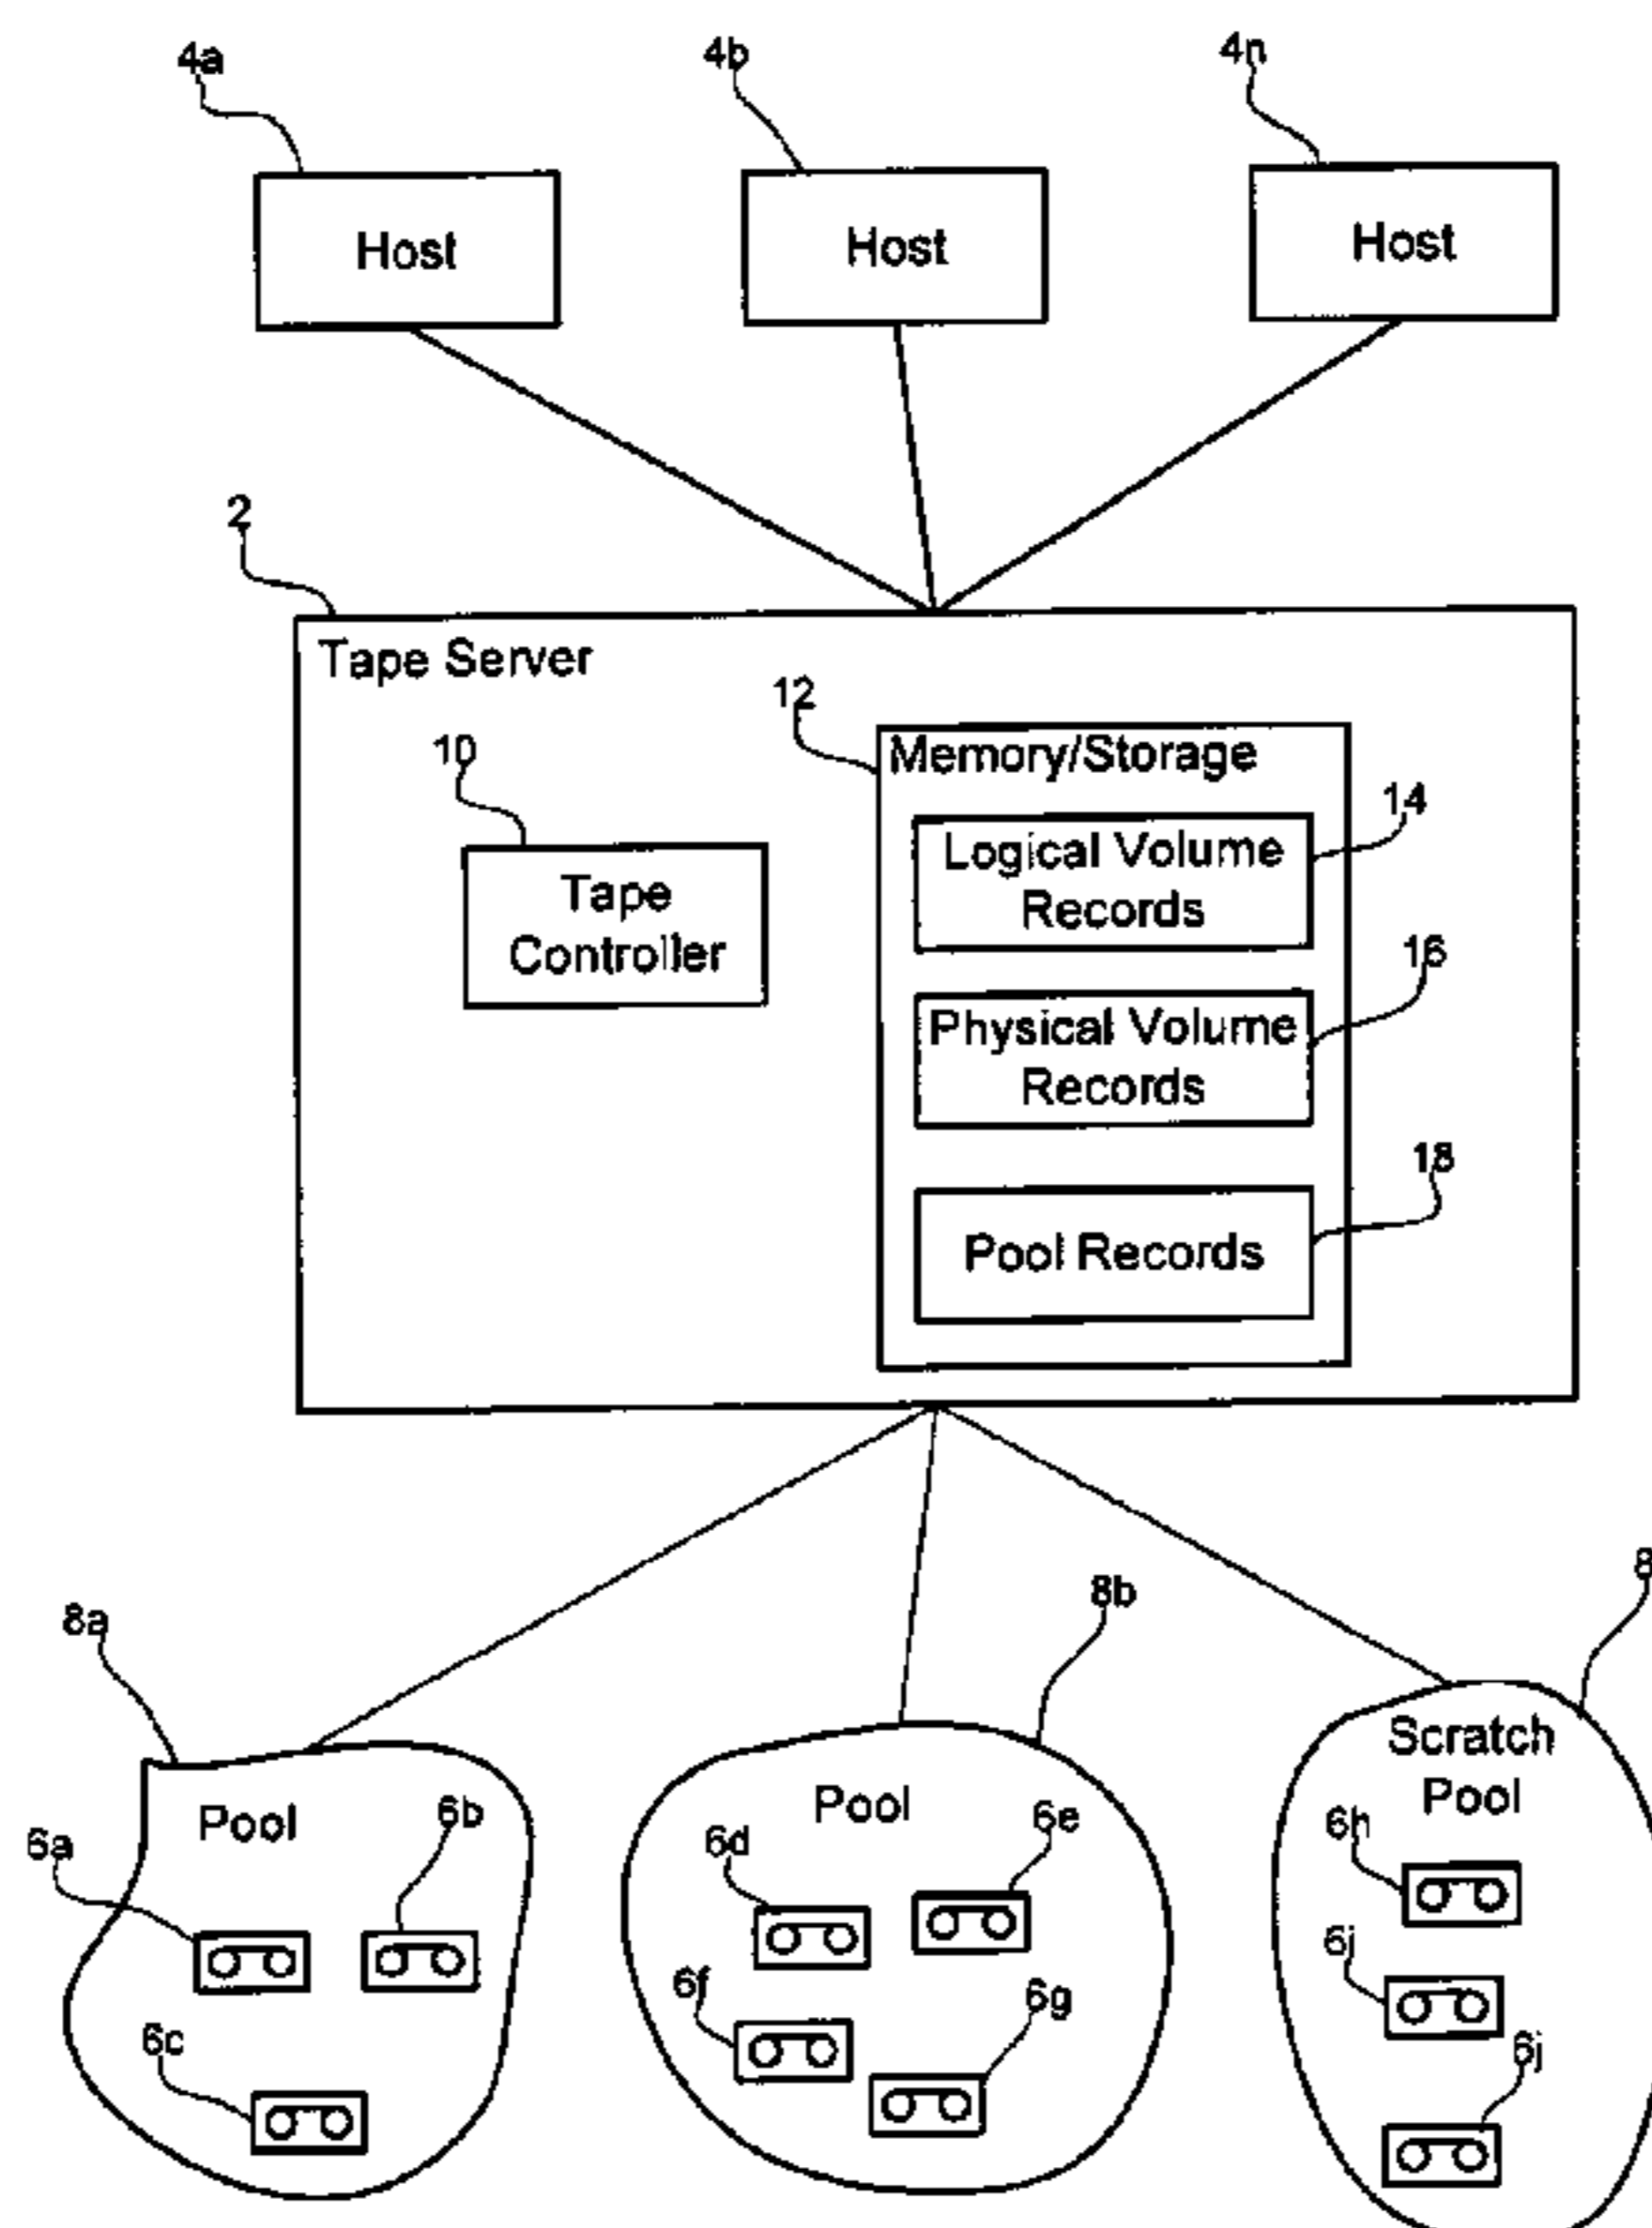 4a
4b
4n
Host
Host
Host
2
Tape Server
12
Memory/Storage
10
14
Logical Volume
Records
Tape
Controller
16
Physical Volume
Records
18
Pool Records
8a
8b
8
Pool
6a
6b
6c
Pool
6d
6e
6f
6g
Scratch
Pool
6h
6i
6j